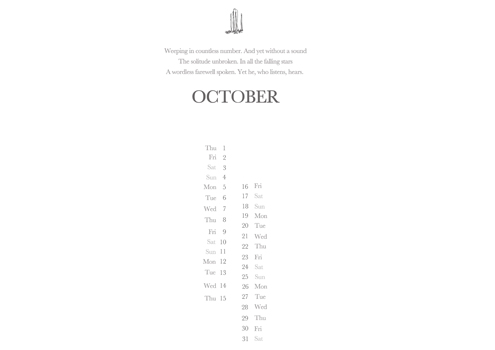 Weeping in countless number. And yet without a sound
The solitude unbroken. In all the falling stars
A wordless farewell spoken. Yet he, who listens, hears.
OCTOBER
Thu 1
Fri 2
Sat 3
Sun 4
Mon 5
Tue 6
Wed 7
Thu 8
Fri 9
Sat 10
Sun 11
Mon 12
Tue 13
Wed 14
Thu 15
16 Fri
17 Sat
18 Sun
19 Mon
20 Tue
21 Wed
22 Thu
23 Fri
24 Sat
25 Sun
26 Mon
27 Tue
28 Wed
29 Thu
30 Fri
31 Sat